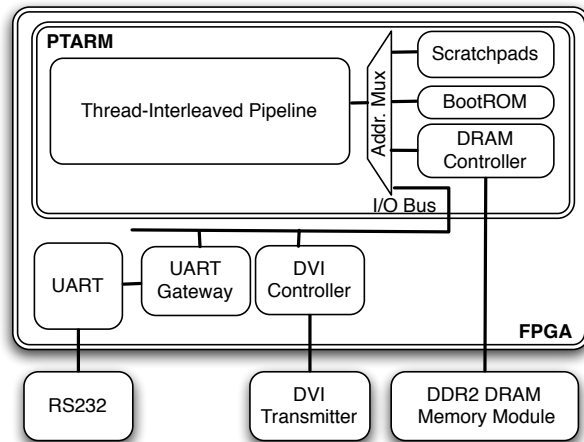 PTARM
Thread-Interleaved Pipeline
Addr. Mux
Scratchpads
BootROM
DRAM
Controller
I/O Bus
UART
UART
Gateway
DVI
Controller
FPGA
RS232
DVI
Transmitter
DDR2 DRAM
Memory Module